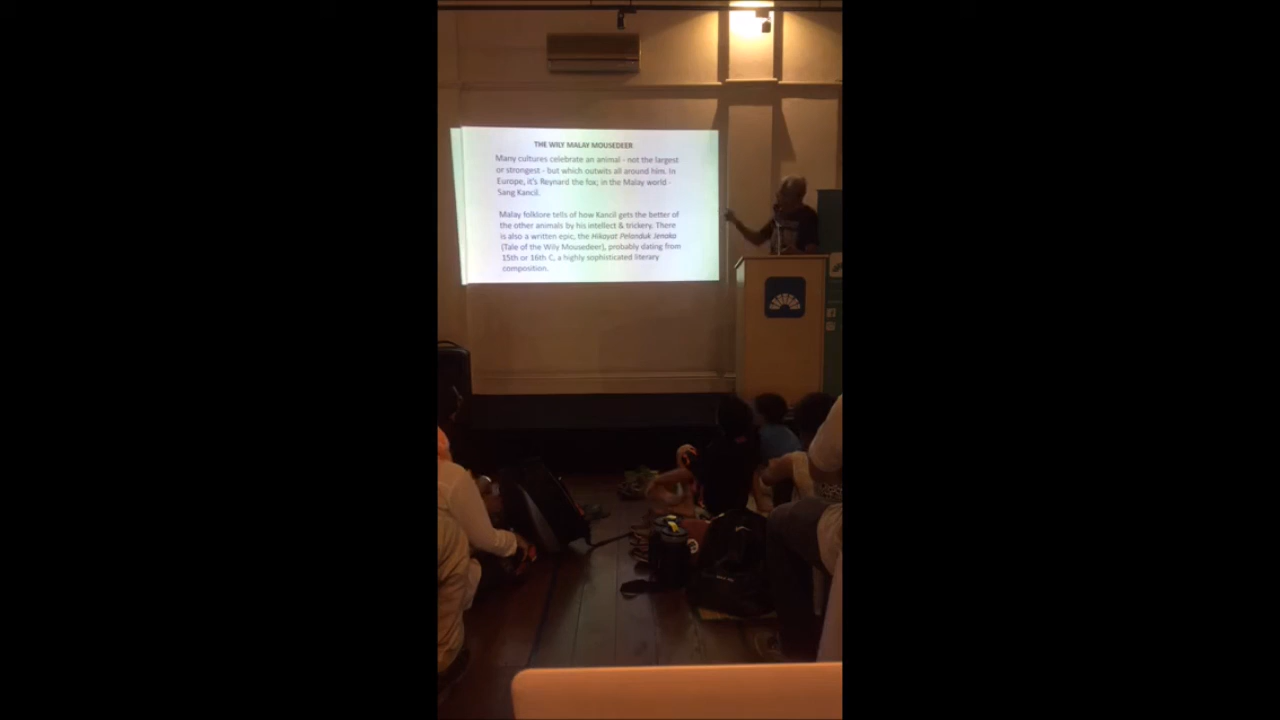 THE WILY MALAY MOUSEDEER
Many cultures celebrate an animal - not the largest
or strongest - but which outwits all around him. In
Europe, it's Reynard the fox; in the Malay world -
Sang Kancil.
Malay folklore tells of how Kancil gets the better of
the other animals by his intellect & trickery. There
is also a written epic, the Hikayat Pelanduk Jenaka
(Tale of the Wily Mousedeer), probably dating from
15th or 16th C, a highly sophisticated literary
composition.